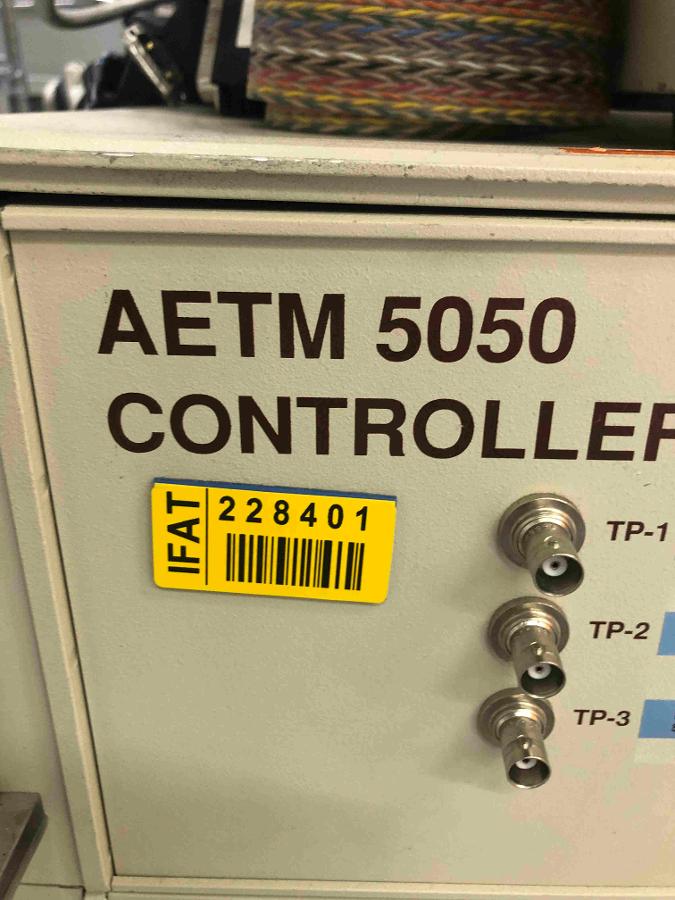 AETM 5050
CONTROLLER
IFAT
228401
TP-1
TP-2
TP-3